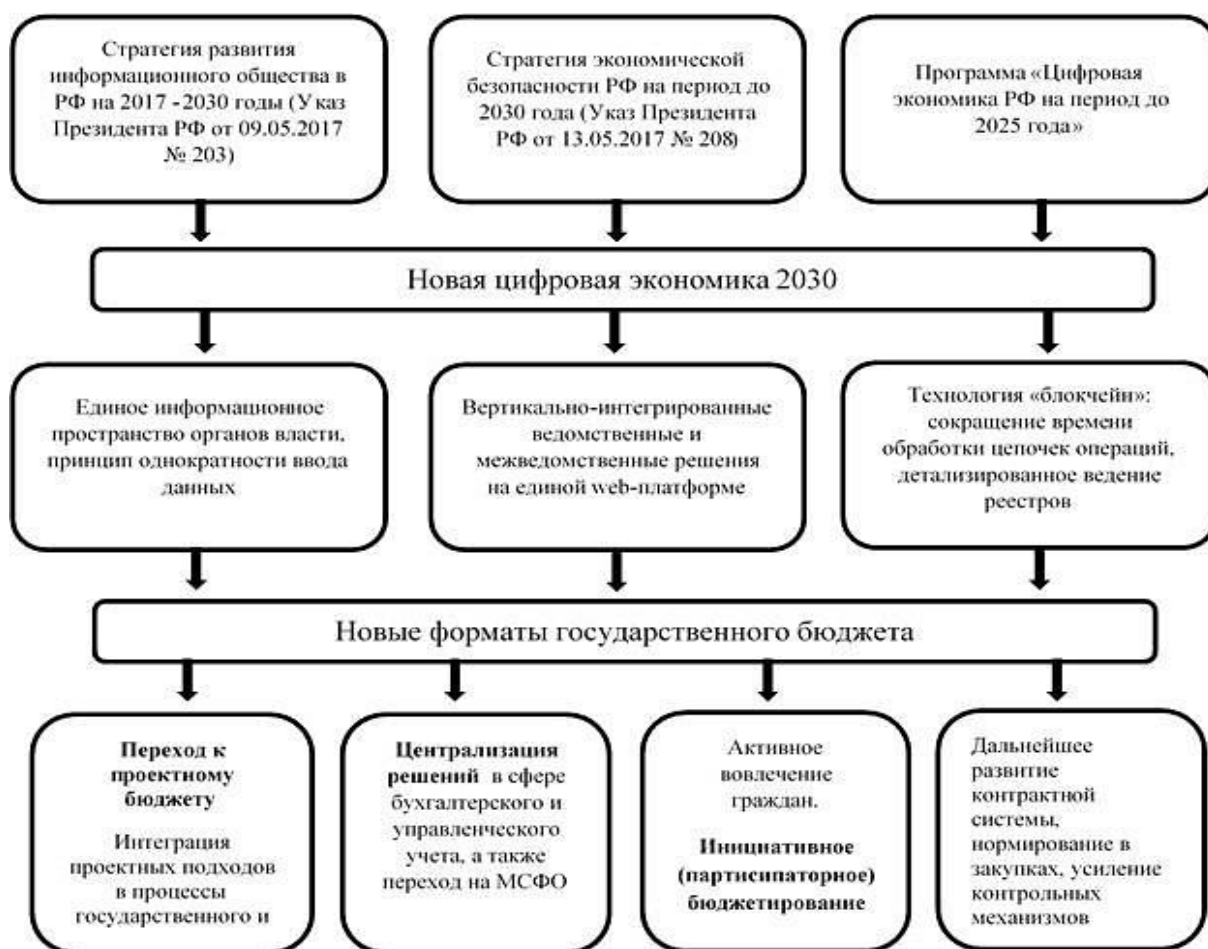 Стратегия развития
информационного общества в
РФ на 2017 -2030 годы (Указ
Президента РФ от 09.05.2017
№ 203)
Стратегия экономической
безопасности РФ на период до
2030 года (Указ Президента
РФ от 13.05.2017 № 208)
Программа «Цифровая
экономика РФ на период до
2025 года»
Новая цифровая экономика 2030
Единое информационное
пространство органов власти,
принцип однократности ввода
данных
Вертикально-интегрированные
ведомственные и
межведомственные решения
на единой web-платформе
Технология «блокчейн»:
сокращение времени
обработки цепочек операций,
детализированное ведение
реестров
Новые форматы государственного бюджета
Переход к
проектному
бюджету
Интеграция
проектных подходов
в процессы
государственного и
Централизация
решений в сфере
бухгалтерского и
управленческого
учета, а также
переход на МСФО
Активное
вовлечение
граждан.
Инициативное
(партисипаторное)
бюджетирование
Дальнейшее
развитие
контрактной
системы,
нормирование в
закупках, усиление
контрольных
механизмов